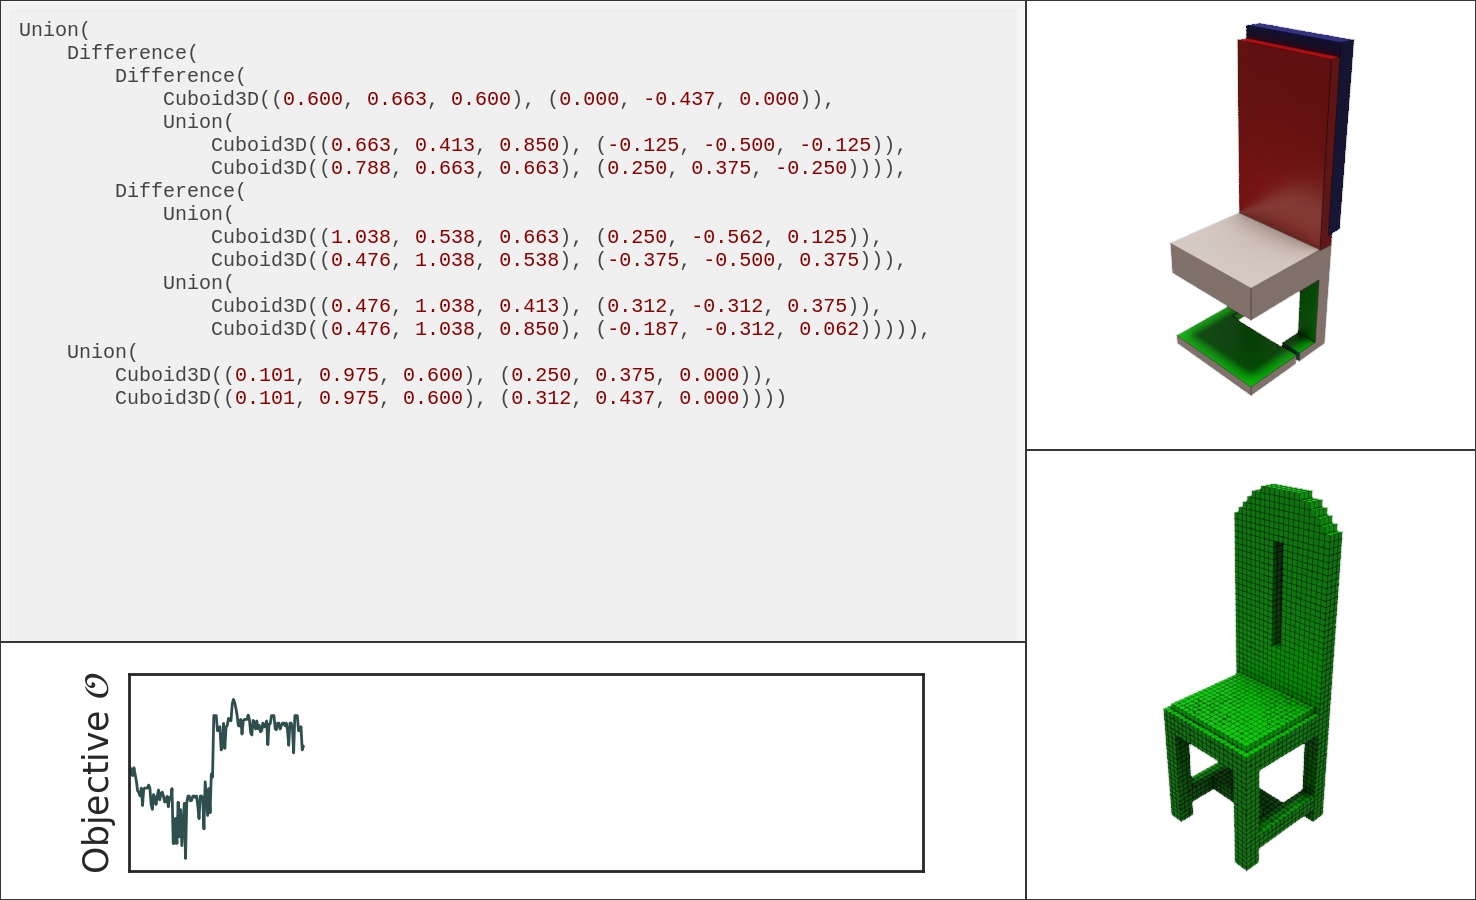 Union(
    Difference(
        Difference(
            Cuboid3D((0.600, 0.663, 0.600), (0.000, -0.437, 0.000)),
            Union(
                Cuboid3D((0.663, 0.413, 0.850), (-0.125, -0.500, -0.125)),
                Cuboid3D((0.788, 0.663, 0.663), (0.250, 0.375, -0.250)))),
        Difference(
            Union(
                Cuboid3D((1.038, 0.538, 0.663), (0.250, -0.562, 0.125)),
                Cuboid3D((0.476, 1.038, 0.538), (-0.375, -0.500, 0.375))),
            Union(
                Cuboid3D((0.476, 1.038, 0.413), (0.312, -0.312, 0.375)),
                Cuboid3D((0.476, 1.038, 0.850), (-0.187, -0.312, 0.062))))),
    Union(
        Cuboid3D((0.101, 0.975, 0.600), (0.250, 0.375, 0.000)),
        Cuboid3D((0.101, 0.975, 0.600), (0.312, 0.437, 0.000))))
Objective 𝒪